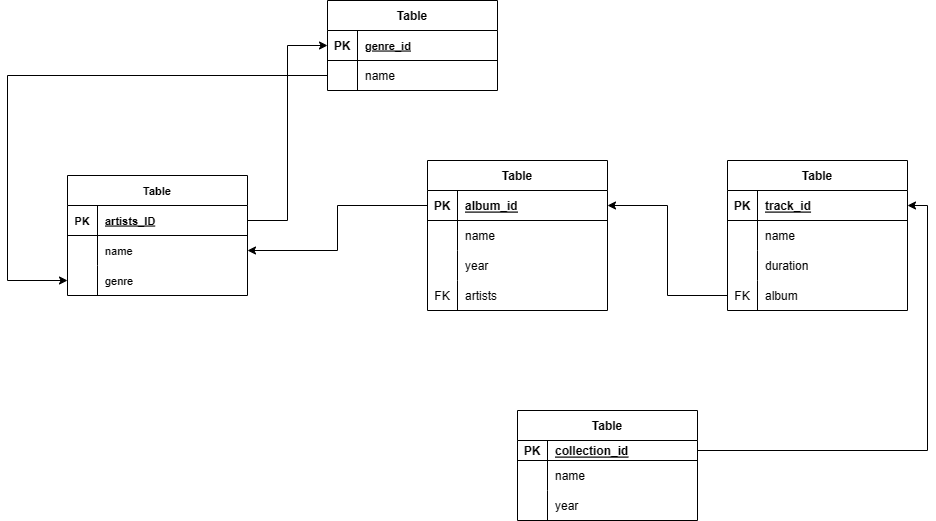 Table
PK genre_id
name
Table
PK artists_ID
name
genre
Table
PK album_id
name
year
FK artists
Table
PK track_id
name
duration
FK album
Table
PK collection_id
name
year